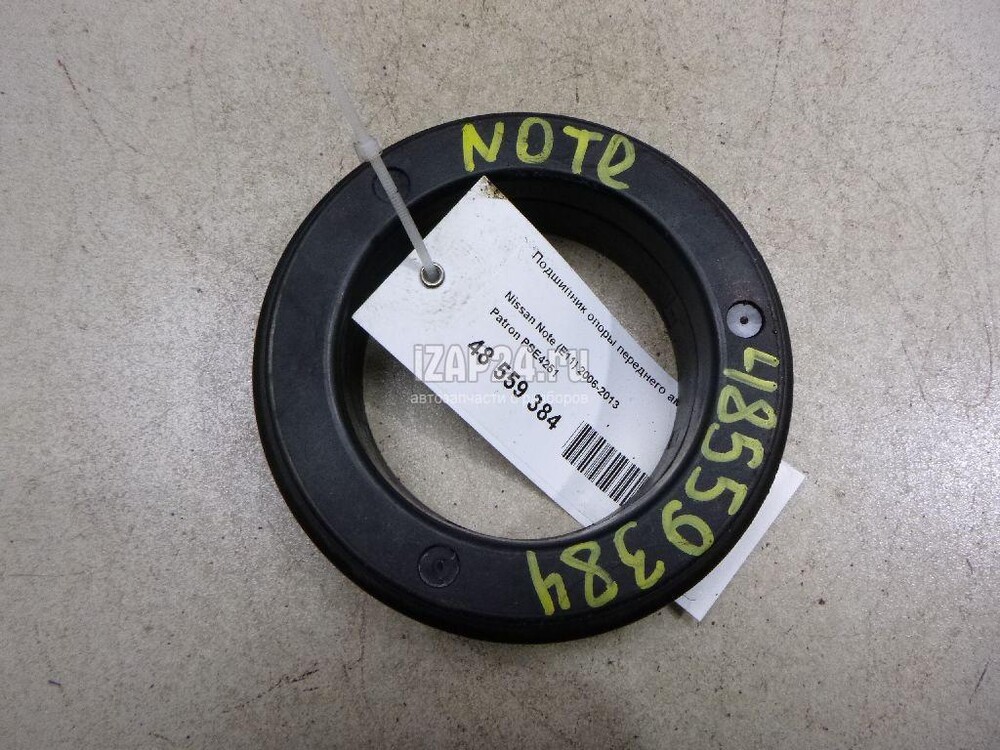 NOTE
48559384
Подшипник опоры переднего ам
Nissan Note (E11) 2006-2013
Patron PSE4251
48 559 384
iZAP24.ru
автозапчасти с разборов